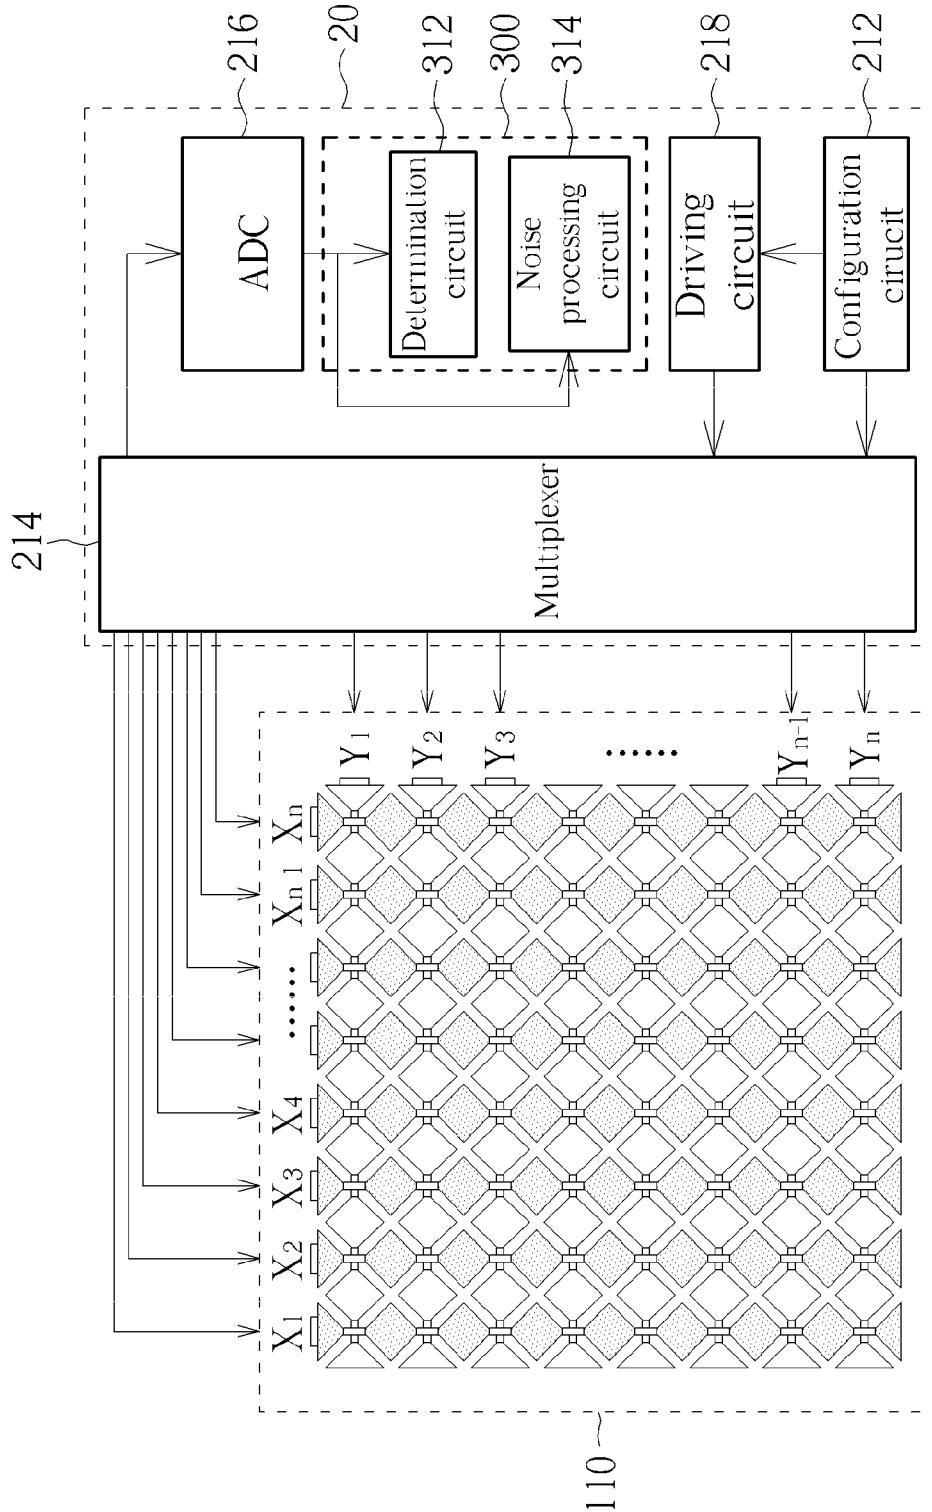 214
216
20
312
300
314
218
212
ADC
Determination
circuit
Noise
processing
circuit
Driving
circuit
Configuration
cirucit
Multiplexer
X1
X2
X3
X4
......
Xn 1
Xn
Y1
Y2
Y3
......
Yn-1
Yn
110